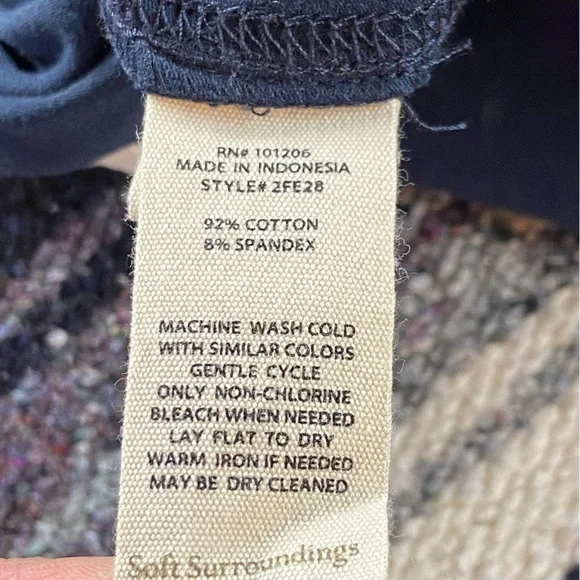 RN# 101206
MADE IN INDONESIA
STYLE# 2FE28
92% COTTON
8% SPANDEX
MACHINE WASH COLD
WITH SIMILAR COLORS
GENTLE CYCLE
ONLY NON-CHLORINE
BLEACH WHEN NEEDED
LAY FLAT TO DRY
WARM IRON IF NEEDED
MAY BE DRY CLEANED
Soft Surroundings